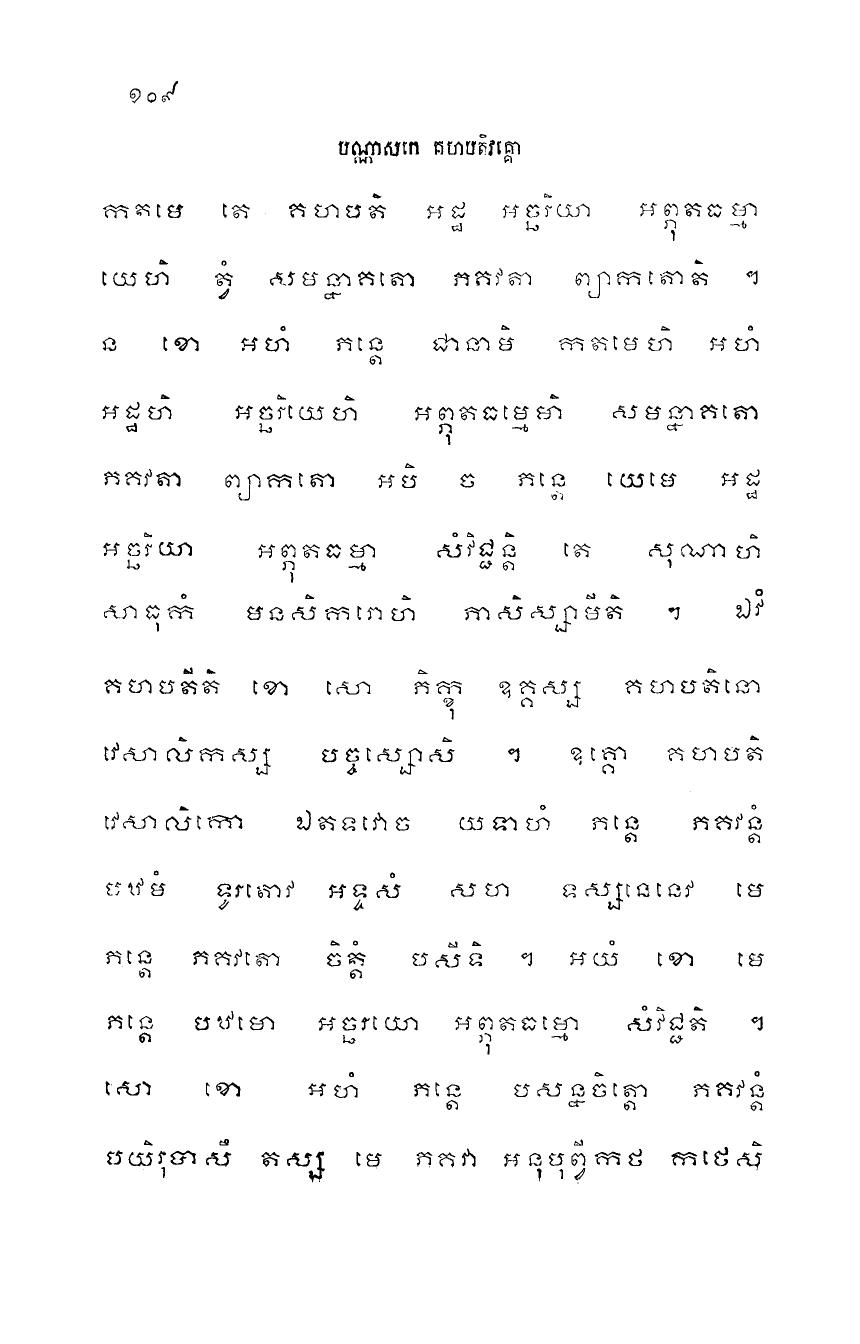 ១០៩
បណ្ណាសកេ គហបតិវគ្គោ
កតមេ តេ គហបតិ អដ្ឋ អច្ឆរិយា អព្ភុតធម្មា
យេហិ ត្វំ សមន្នាគតោ ភគវតា ព្យាកតោតិ ។
ន ខោ អហំ ភន្តេ ជានាមិ កតមេហិ អហំ
អដ្ឋហិ អច្ឆរិយេហិ អព្ភុតធម្មេហិ សមន្នាគតោ
ភគវតា ព្យាកតោ អបិ ច ភន្តេ យេមេ អដ្ឋ
អច្ឆរិយា អព្ភុតធម្មា សំវិជ្ជន្តិ តេ សុណាហិ
សាធុកំ មនសិករោហិ ភាសិស្សាមីតិ ។ ឯវំ
គហបតីតិ ខោ សោ ភិក្ខុ ឧគ្គស្ស គហបតិនោ
វេសាលិកស្ស បច្ចស្សោសិ ។ ឧគ្គោ គហបតិ
វេសាលិកោ ឯតទវោច យទាហំ ភន្តេ ភគវន្តំ
បឋមំ ទូរតោវ អទ្ទសំ សហ ទស្សនេនេវ មេ
ភន្តេ ភគវតោ ចិត្តំ បសីទិ ។ អយំ ខោ មេ
ភន្តេ បឋមោ អច្ឆរយោ អព្ភុតធម្មោ សំវិជ្ជតិ ។
សោ ខោ អហំ ភន្តេ បសន្នចិត្តោ ភគវន្តំ
បយិរុទាសឹ តស្ស មេ ភគវា អនុបុព្វីកថ កថេសិ